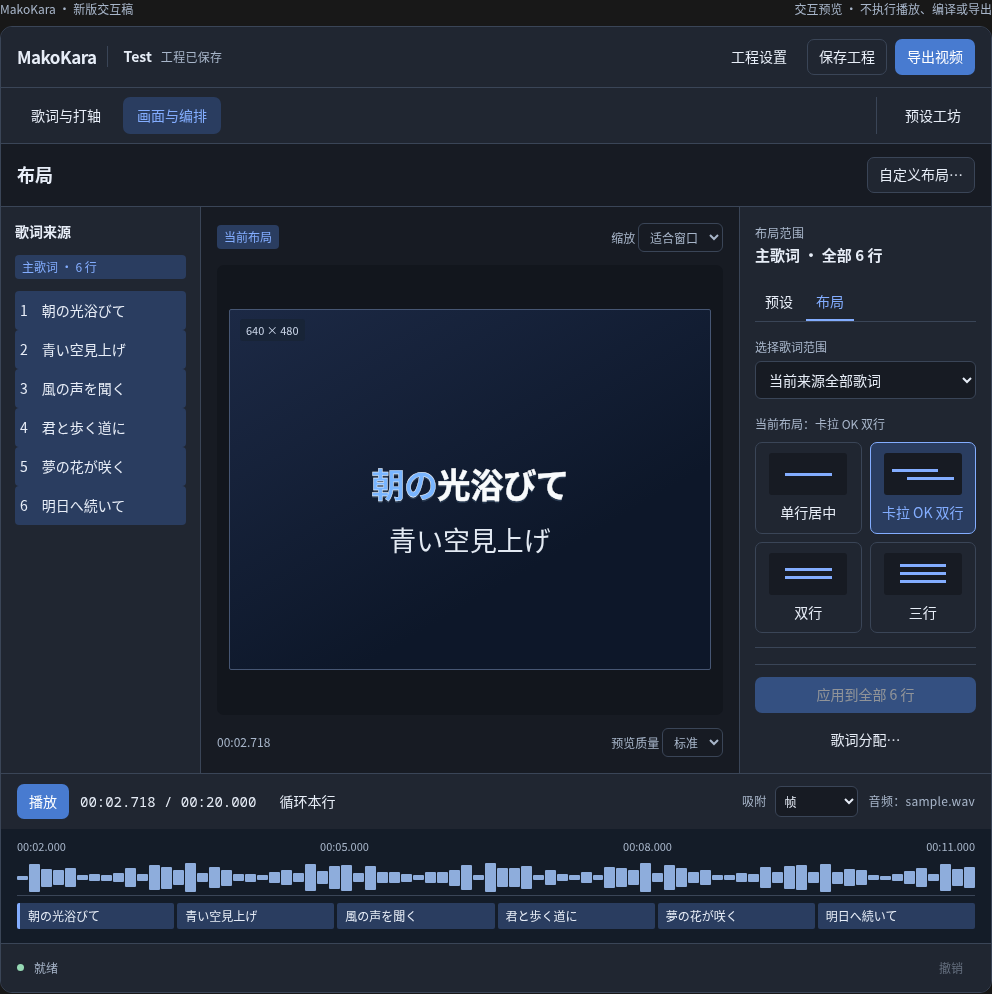 MakoKara • 新版交互稿
交互预览 • 不执行播放、编译或导出
MakoKara
Test 工程已保存
工程设置
保存工程
导出视频
歌词与打轴
画面与编排
预设工坊
布局
自定义布局…
歌词来源
主歌词 • 6 行
1 朝の光浴びて
2 青い空見上げ
3 風の声を聞く
4 君と歩く道に
5 夢の花が咲く
6 明日へ続いて
当前布局
缩放 适合窗口
640 × 480
朝の光浴びて
青い空見上げ
00:02.718
预览质量 标准
布局范围
主歌词 • 全部 6 行
预设 布局
选择歌词范围
当前来源全部歌词
当前布局：卡拉 OK 双行
单行居中
卡拉 OK 双行
双行
三行
应用到全部 6 行
歌词分配…
播放 00:02.718 / 00:20.000 循环本行
吸附 帧 音频：sample.wav
00:02.000 00:05.000 00:08.000 00:11.000
朝の光浴びて 青い空見上げ 風の声を聞く 君と歩く道に 夢の花が咲く 明日へ続いて
就绪
撤销